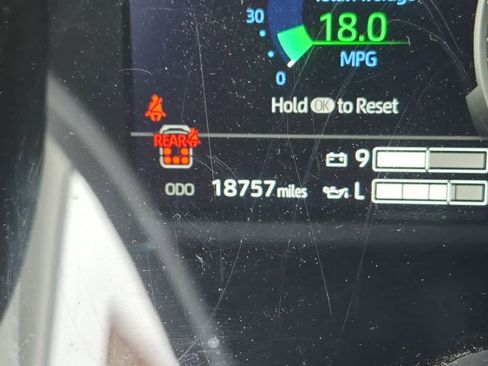 30
18.0
MPG
0
Hold OK to Reset
REAR
9
ODO 18757 miles L